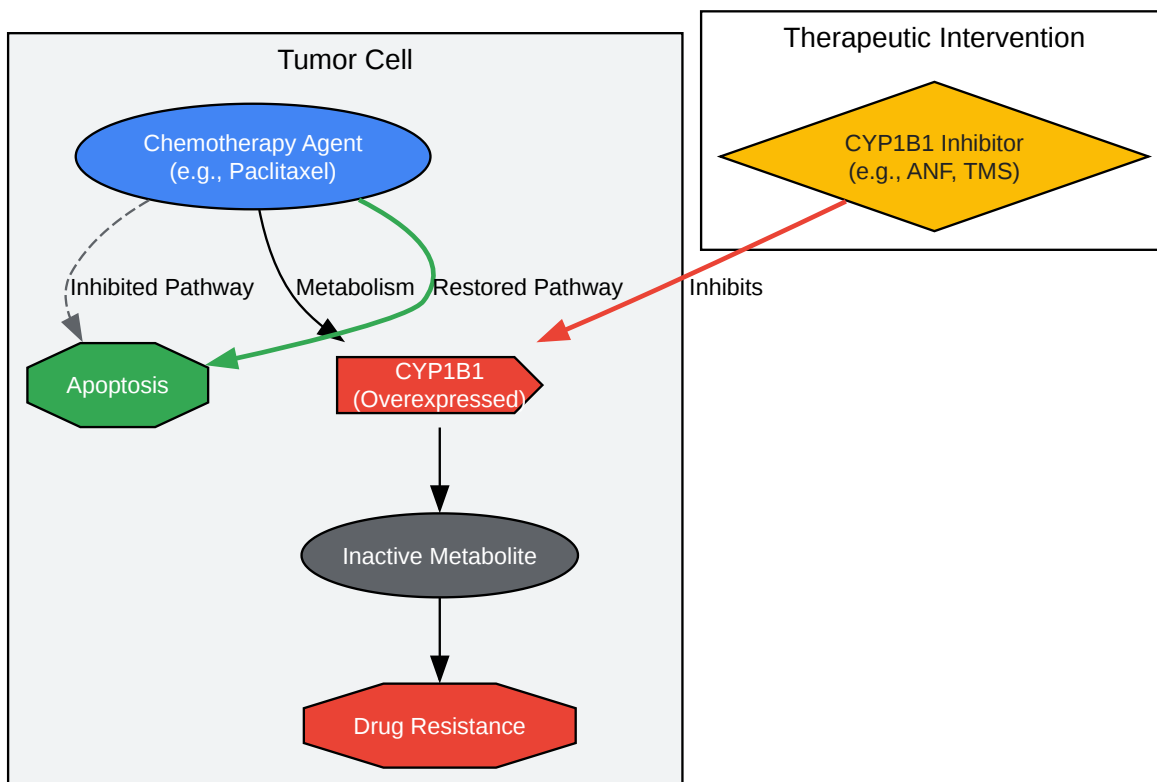 Therapeutic Intervention
Tumor Cell
Chemotherapy Agent
(e.g., Paclitaxel)
CYP1B1 Inhibitor
(e.g., ANF, TMS)
Inhibited Pathway
Metabolism
Restored Pathway
Inhibits
Apoptosis
CYP1B1
(Overexpressed)
Inactive Metabolite
Drug Resistance